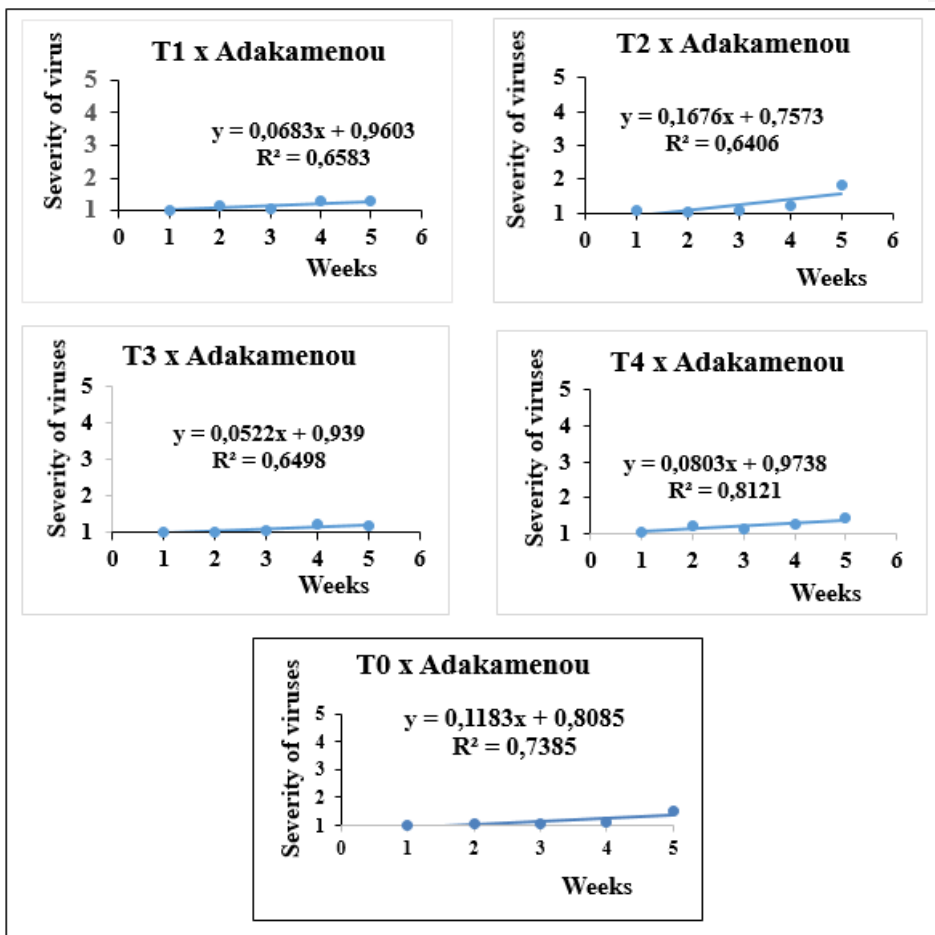 T1 x Adakamenou
Severity of virus
5
4
3
2
1
y = 0,0683x + 0,9603
R² = 0,6583
0 1 2 3 4 5 6
Weeks
T2 x Adakamenou
Severity of viruses
5
4
3
2
1
y = 0,1676x + 0,7573
R² = 0,6406
0 1 2 3 4 5 6
Weeks
T3 x Adakamenou
Severity of viruses
5
4
3
2
1
y = 0,0522x + 0,939
R² = 0,6498
0 1 2 3 4 5 6
Weeks
T4 x Adakamenou
Severity of viruses
5
4
3
2
1
y = 0,0803x + 0,9738
R² = 0,8121
0 1 2 3 4 5 6
Weeks
T0 x Adakamenou
Severity of viruses
5
4
3
2
1
y = 0,1183x + 0,8085
R² = 0,7385
0 1 2 3 4 5
Weeks